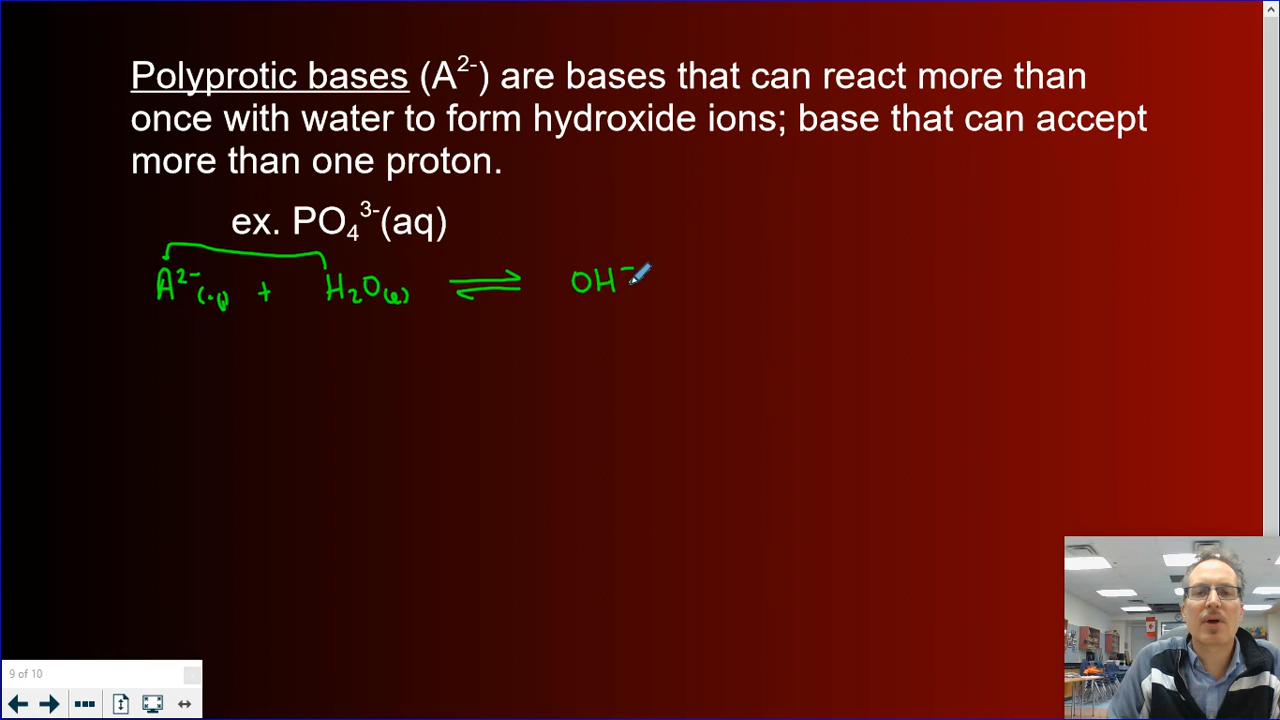 Polyprotic bases (A²⁻) are bases that can react more than
once with water to form hydroxide ions; base that can accept
more than one proton.
ex. PO₄³⁻(aq)
A²⁻(aq) + H₂O(l) ⇌ OH⁻
9 of 10